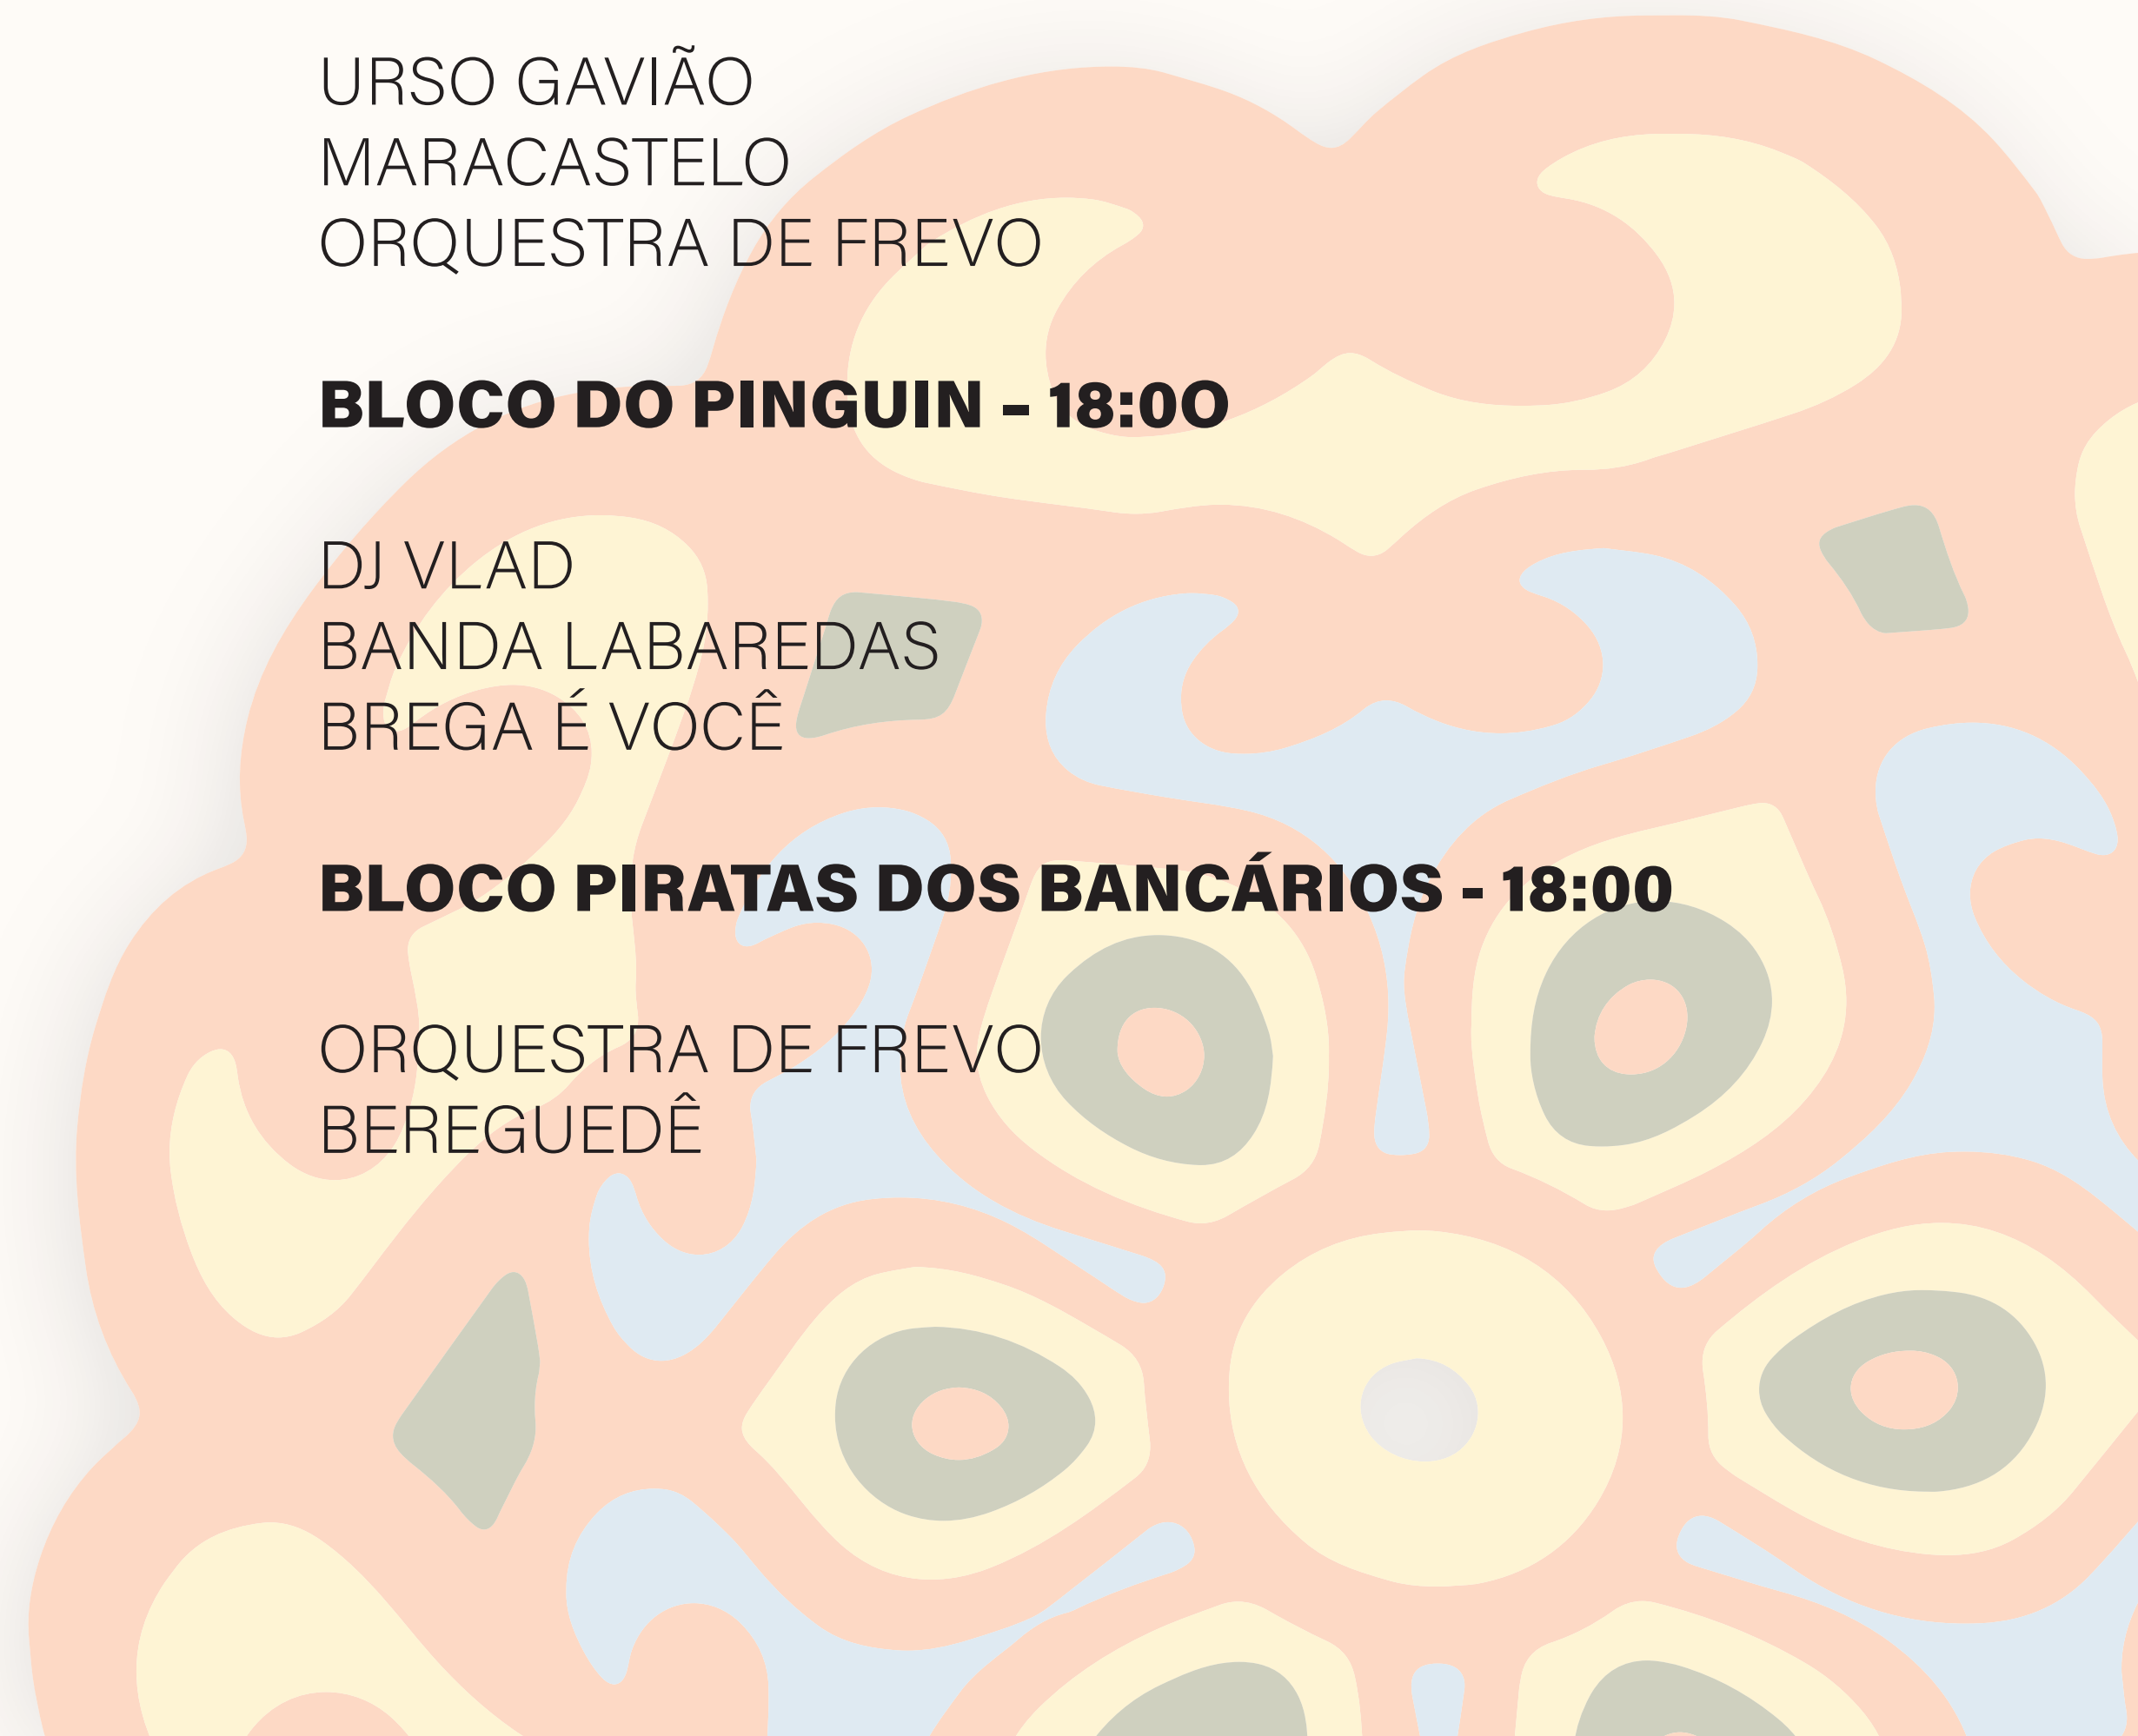 URSO GAVIÃO
MARACASTELO
ORQUESTRA DE FREVO
BLOCO DO PINGUIN – 18:00
DJ VLAD
BANDA LABAREDAS
BREGA É VOCÊ
BLOCO PIRATAS DOS BANCÁRIOS - 18:00
ORQUESTRA DE FREVO
BEREGUEDÊ